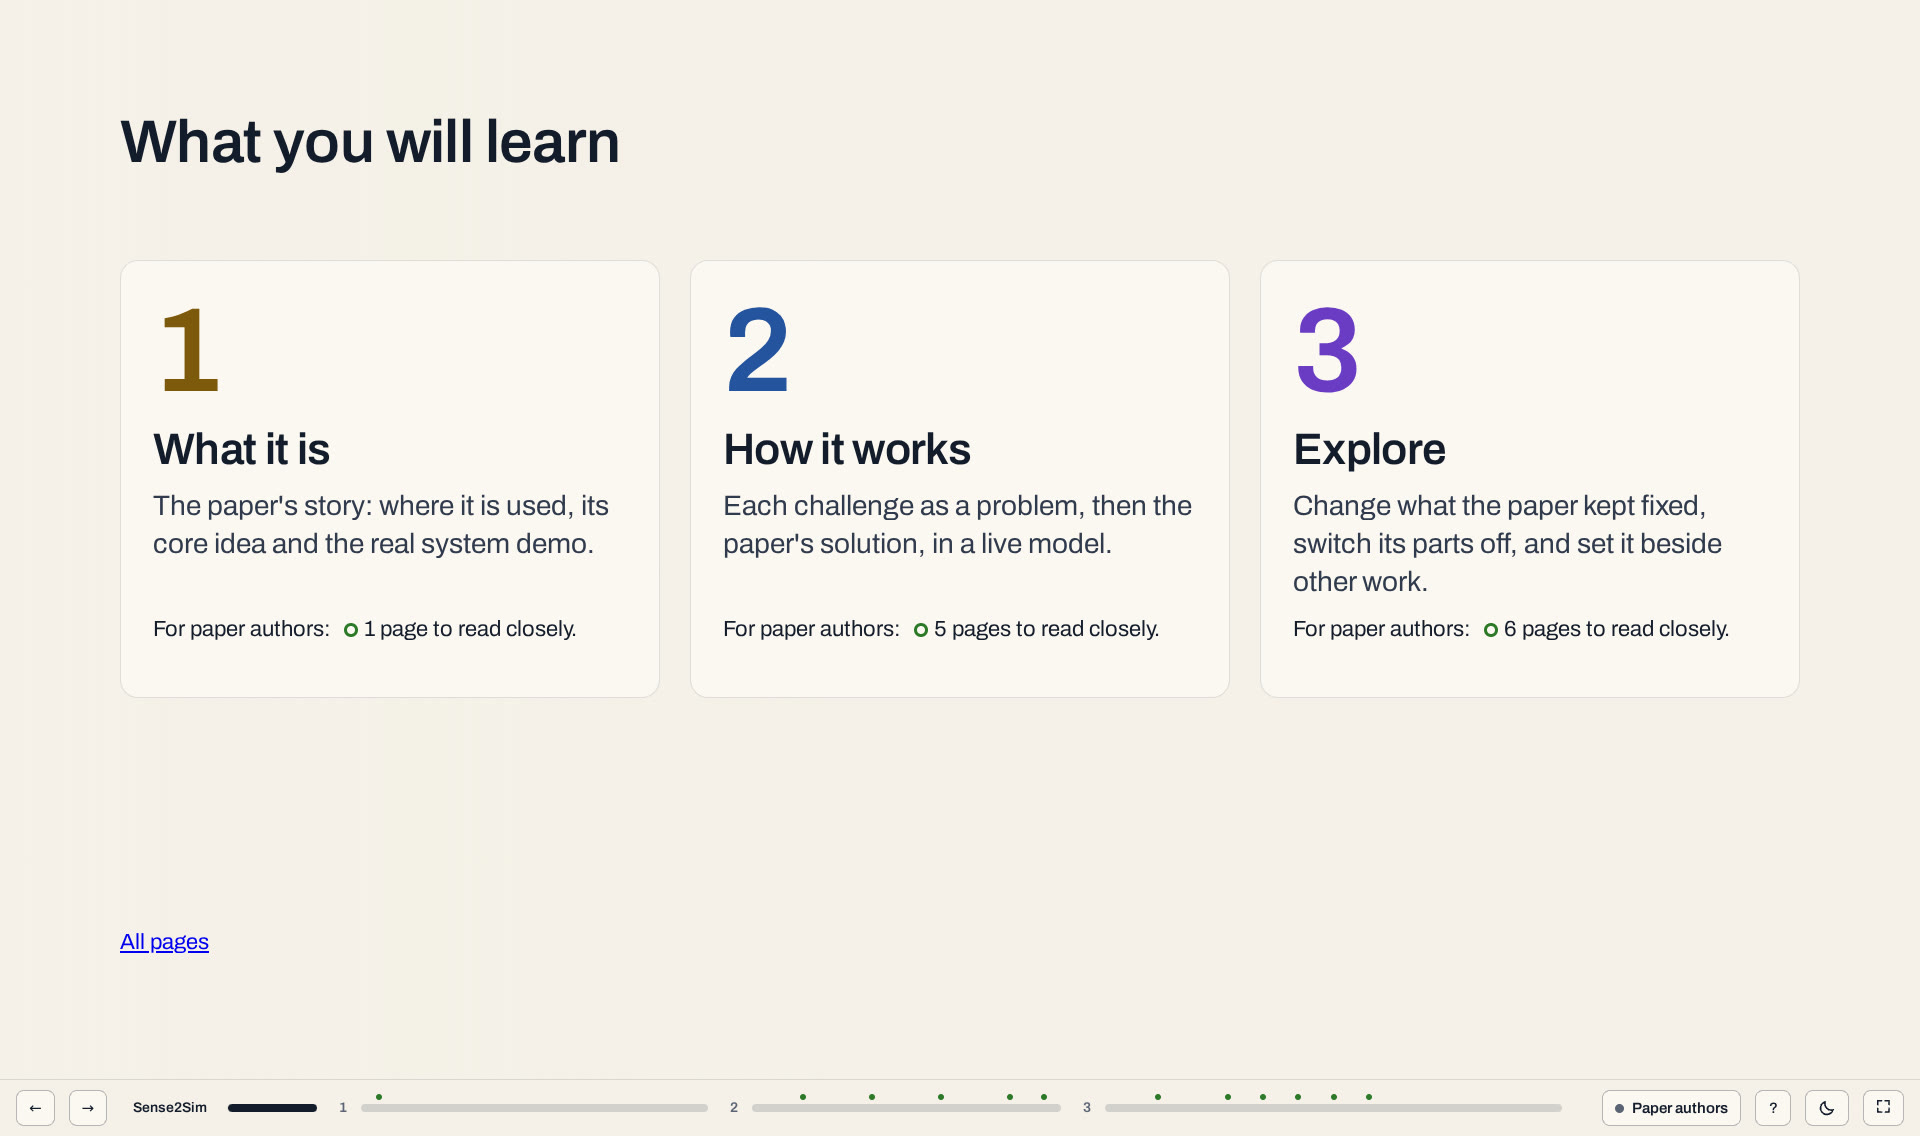 What you will learn
1
What it is
The paper's story: where it is used, its
core idea and the real system demo.
For paper authors: 1 page to read closely.
2
How it works
Each challenge as a problem, then the
paper's solution, in a live model.
For paper authors: 5 pages to read closely.
3
Explore
Change what the paper kept fixed,
switch its parts off, and set it beside
other work.
For paper authors: 6 pages to read closely.
All pages
← → Sense2Sim 1 2 3 Paper authors ?